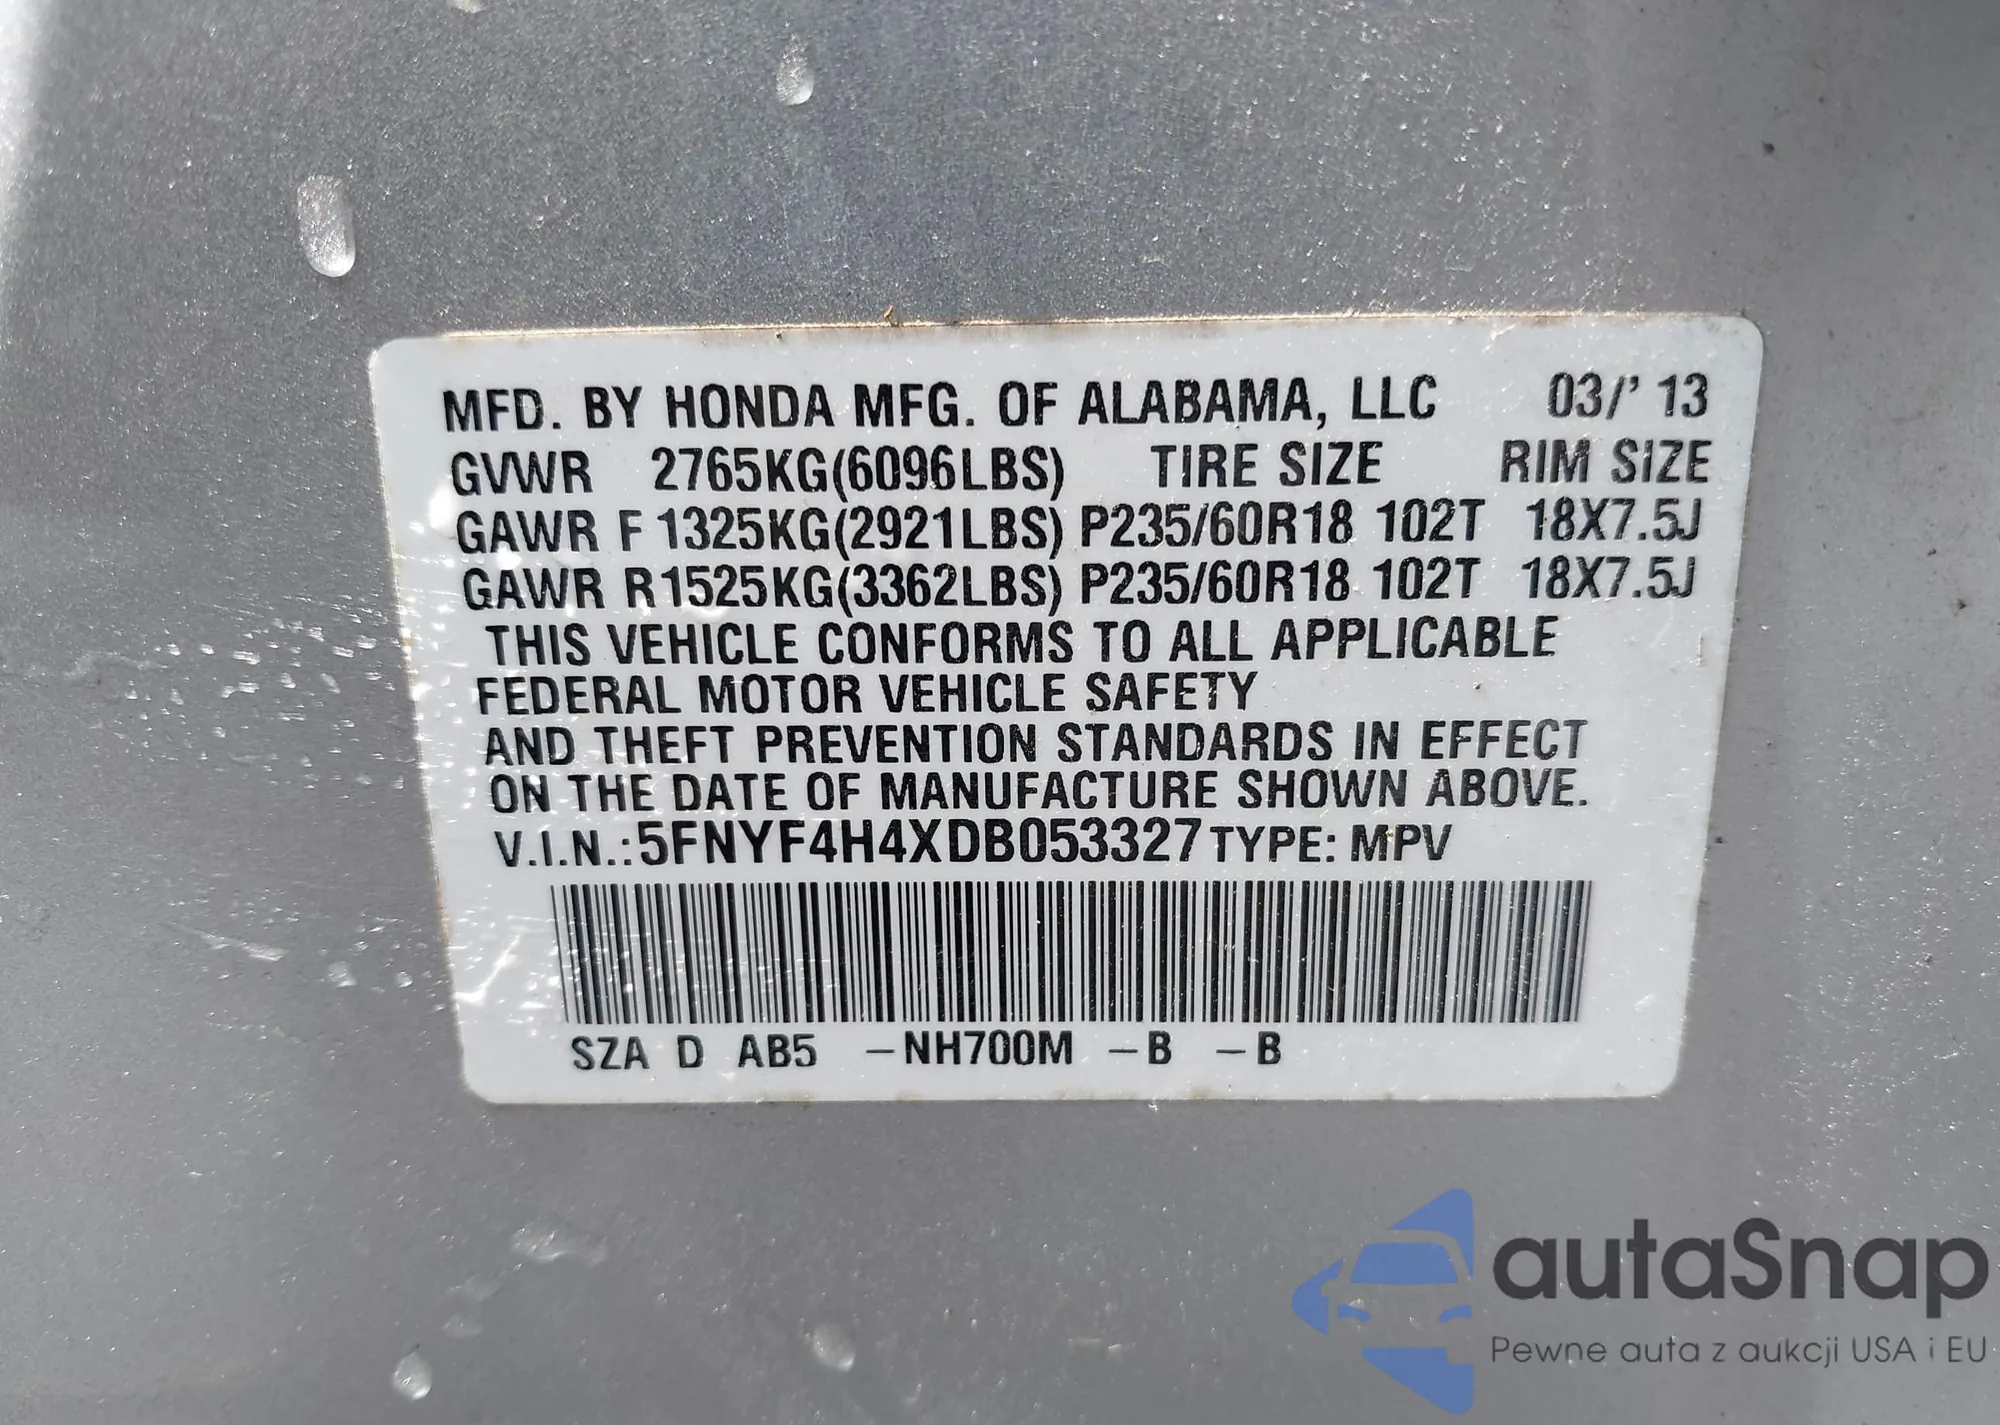 MFD. BY HONDA MFG. OF ALABAMA, LLC 03/' 13
GVWR 2765KG(6096LBS) TIRE SIZE RIM SIZE
GAWR F 1325KG(2921LBS) P235/60R18 102T 18X7.5J
GAWR R 1525KG(3362LBS) P235/60R18 102T 18X7.5J
THIS VEHICLE CONFORMS TO ALL APPLICABLE
FEDERAL MOTOR VEHICLE SAFETY
AND THEFT PREVENTION STANDARDS IN EFFECT
ON THE DATE OF MANUFACTURE SHOWN ABOVE.
V.I.N.: 5FNYF4H4XDB053327 TYPE: MPV
SZA D AB5 –NH700M –B –B
autaSnap
Pewne auta z aukcji USA i EU